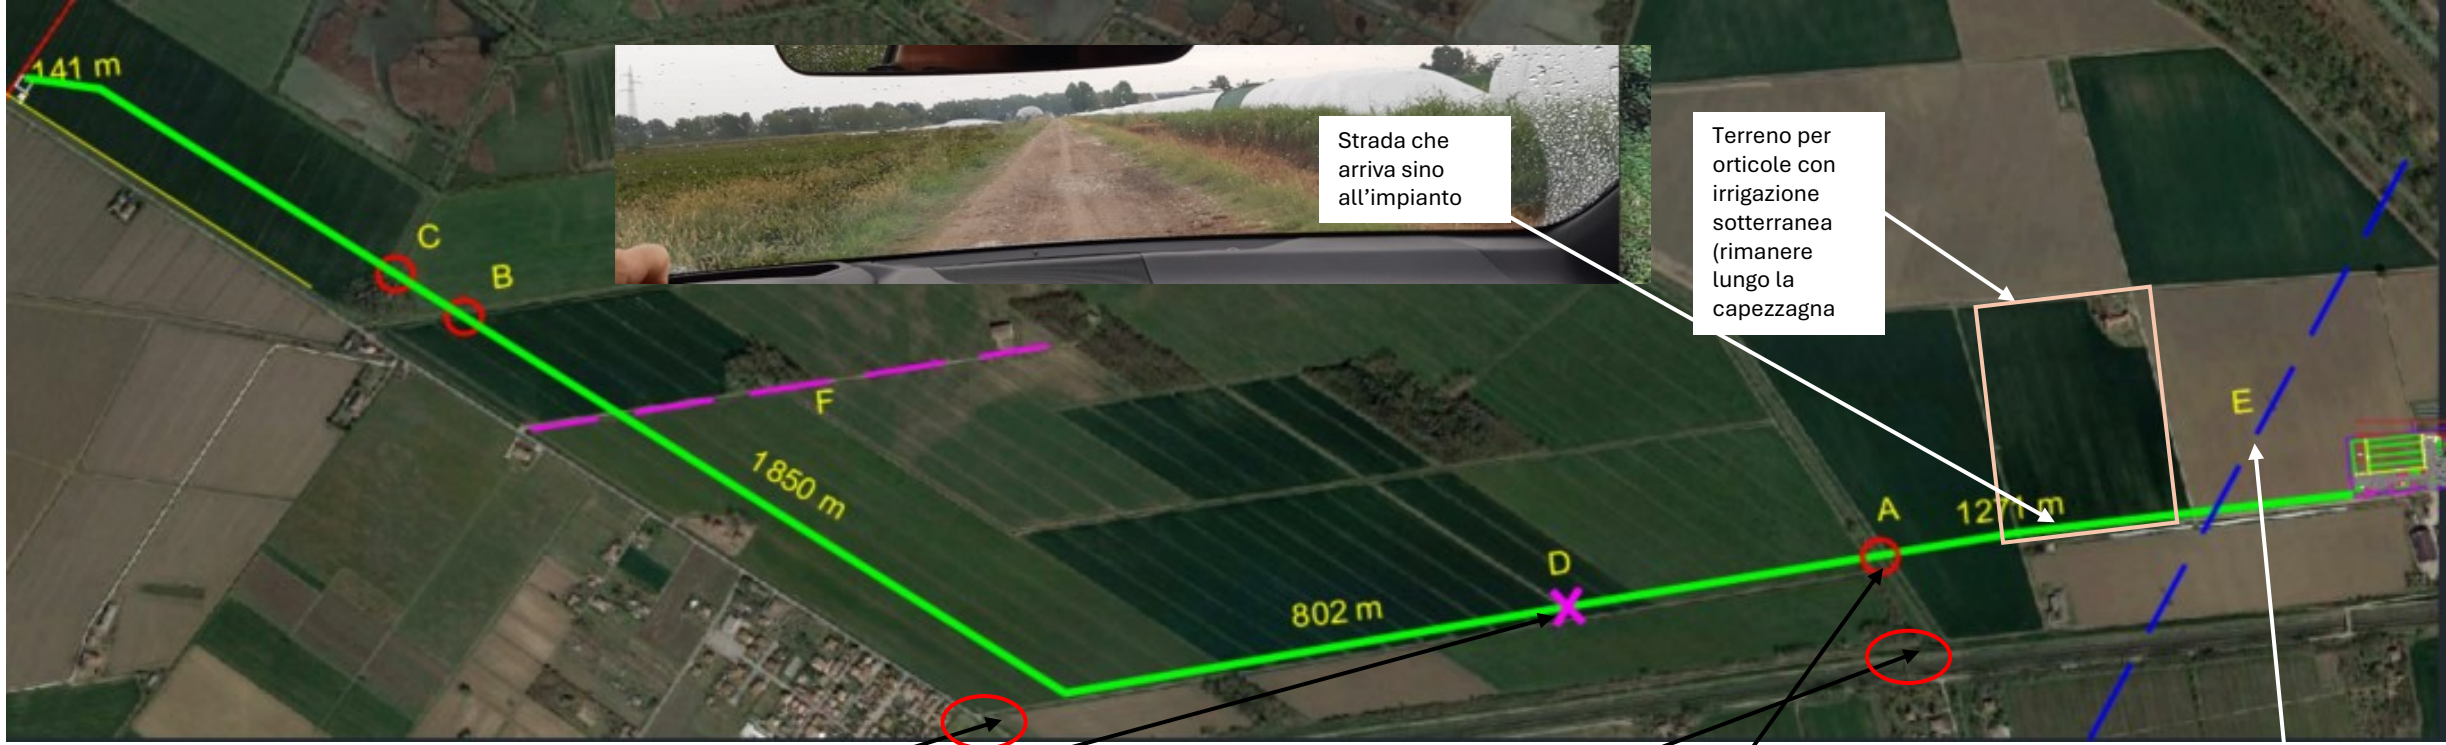 141 m
C
B
Strada che
arriva sino
all'impianto
Terreno per
orticole con
irrigazione
sotterranea
(rimanere
lungo la
capezzagna
F
E
1850 m
A
1271 m
D
802 m